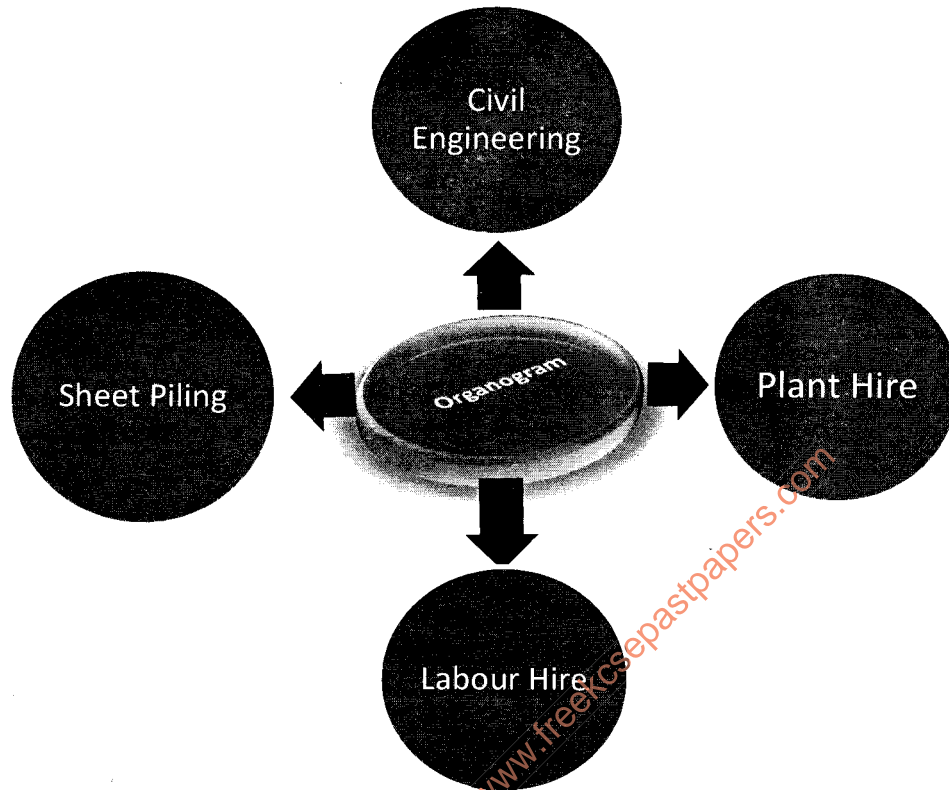 Civil
Engineering
Sheet Piling
Organogram
Plant Hire
Labour Hire
www.freekcsepastpapers.com